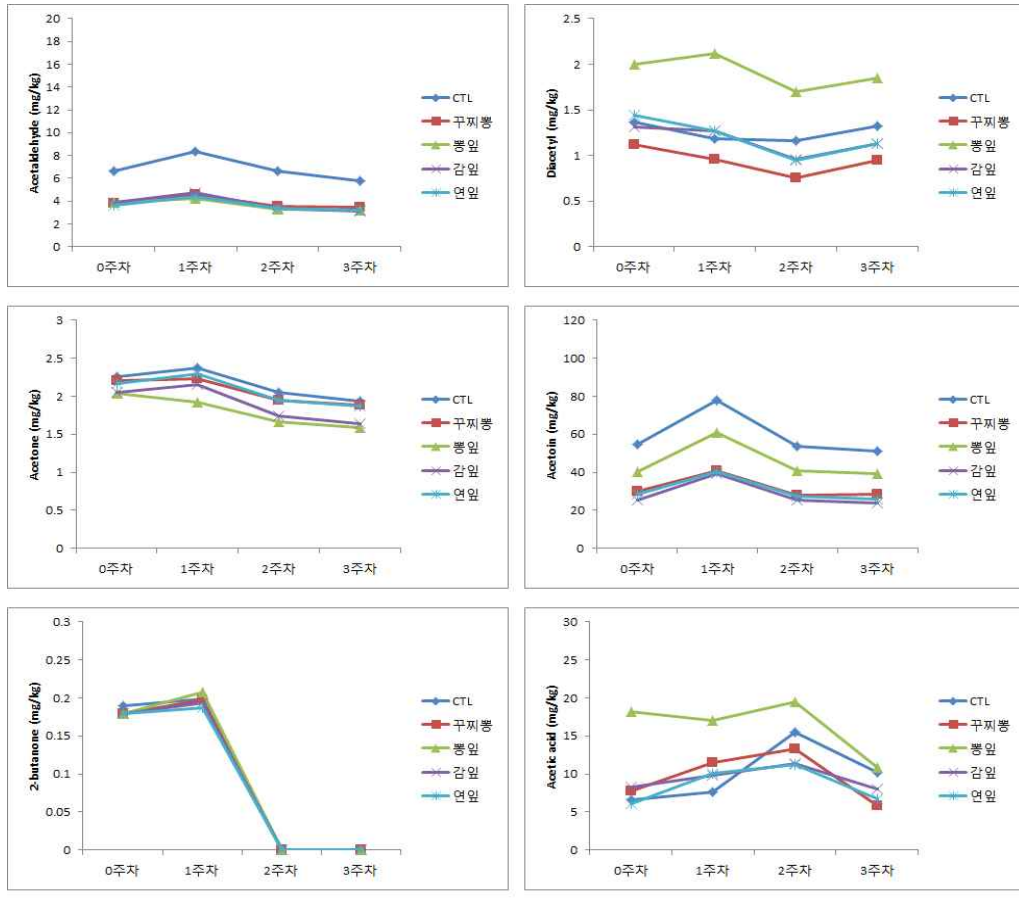 Acetaldehyde (mg/kg)
20
18
16
14
12
10
8
6
4
2
0
0주차 1주차 2주차 3주차
CTL
꾸찌뽕
뽕잎
감잎
연잎
Diacetyl (mg/kg)
2.5
2
1.5
1
0.5
0
0주차 1주차 2주차 3주차
CTL
꾸찌뽕
뽕잎
감잎
연잎
Acetone (mg/kg)
3
2.5
2
1.5
1
0.5
0
0주차 1주차 2주차 3주차
CTL
꾸찌뽕
뽕잎
감잎
연잎
Acetoin (mg/kg)
120
100
80
60
40
20
0
0주차 1주차 2주차 3주차
CTL
꾸찌뽕
뽕잎
감잎
연잎
2-butanone (mg/kg)
0.3
0.25
0.2
0.15
0.1
0.05
0
0주차 1주차 2주차 3주차
CTL
꾸찌뽕
뽕잎
감잎
연잎
Acetic acid (mg/kg)
30
25
20
15
10
5
0
0주차 1주차 2주차 3주차
CTL
꾸찌뽕
뽕잎
감잎
연잎